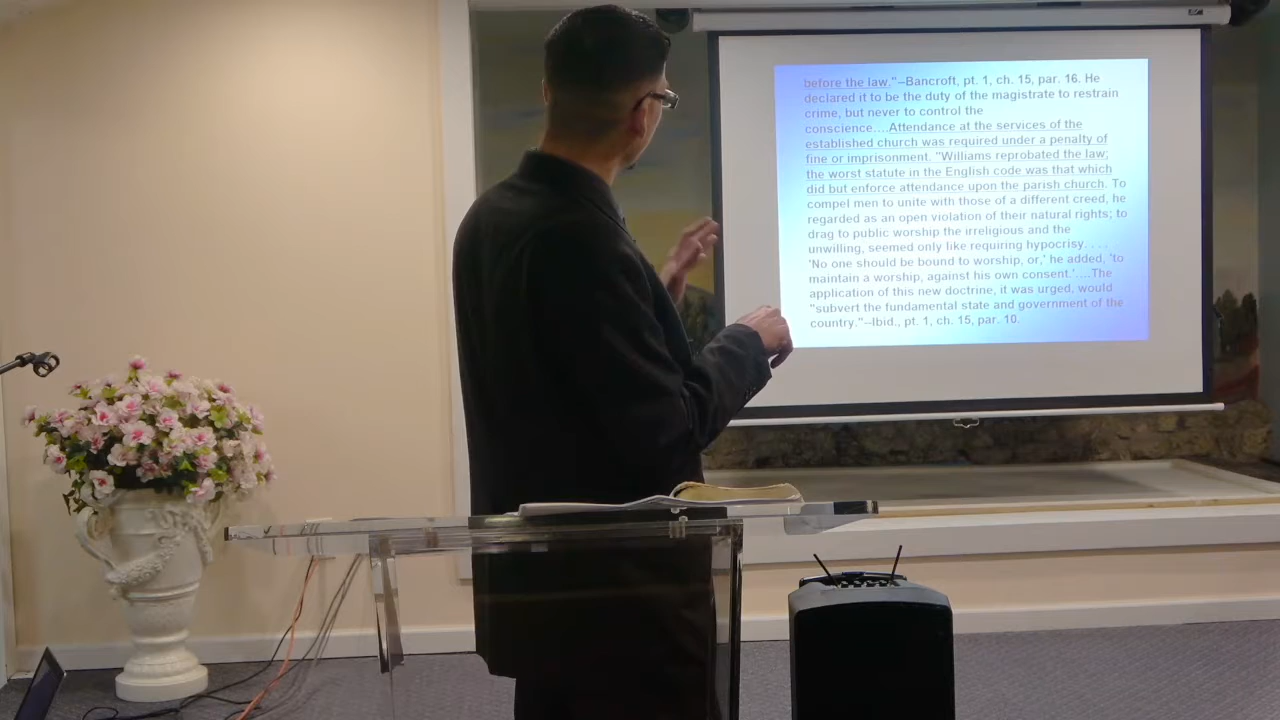 before the law."--Bancroft, pt. 1, ch. 15, par. 16. He
declared it to be the duty of the magistrate to restrain
crime, but never to control the
conscience....Attendance at the services of the
established church was required under a penalty of
fine or imprisonment. "Williams reprobated the law;
the worst statute in the English code was that which
did but enforce attendance upon the parish church. To
compel men to unite with those of a different creed, he
regarded as an open violation of their natural rights; to
drag to public worship the irreligious and the
unwilling, seemed only like requiring hypocrisy. . . .
'No one should be bound to worship, or,' he added, 'to
maintain a worship, against his own consent.'....The
application of this new doctrine, it was urged, would
"subvert the fundamental state and government of the
country."--Ibid., pt. 1, ch. 15, par. 10.